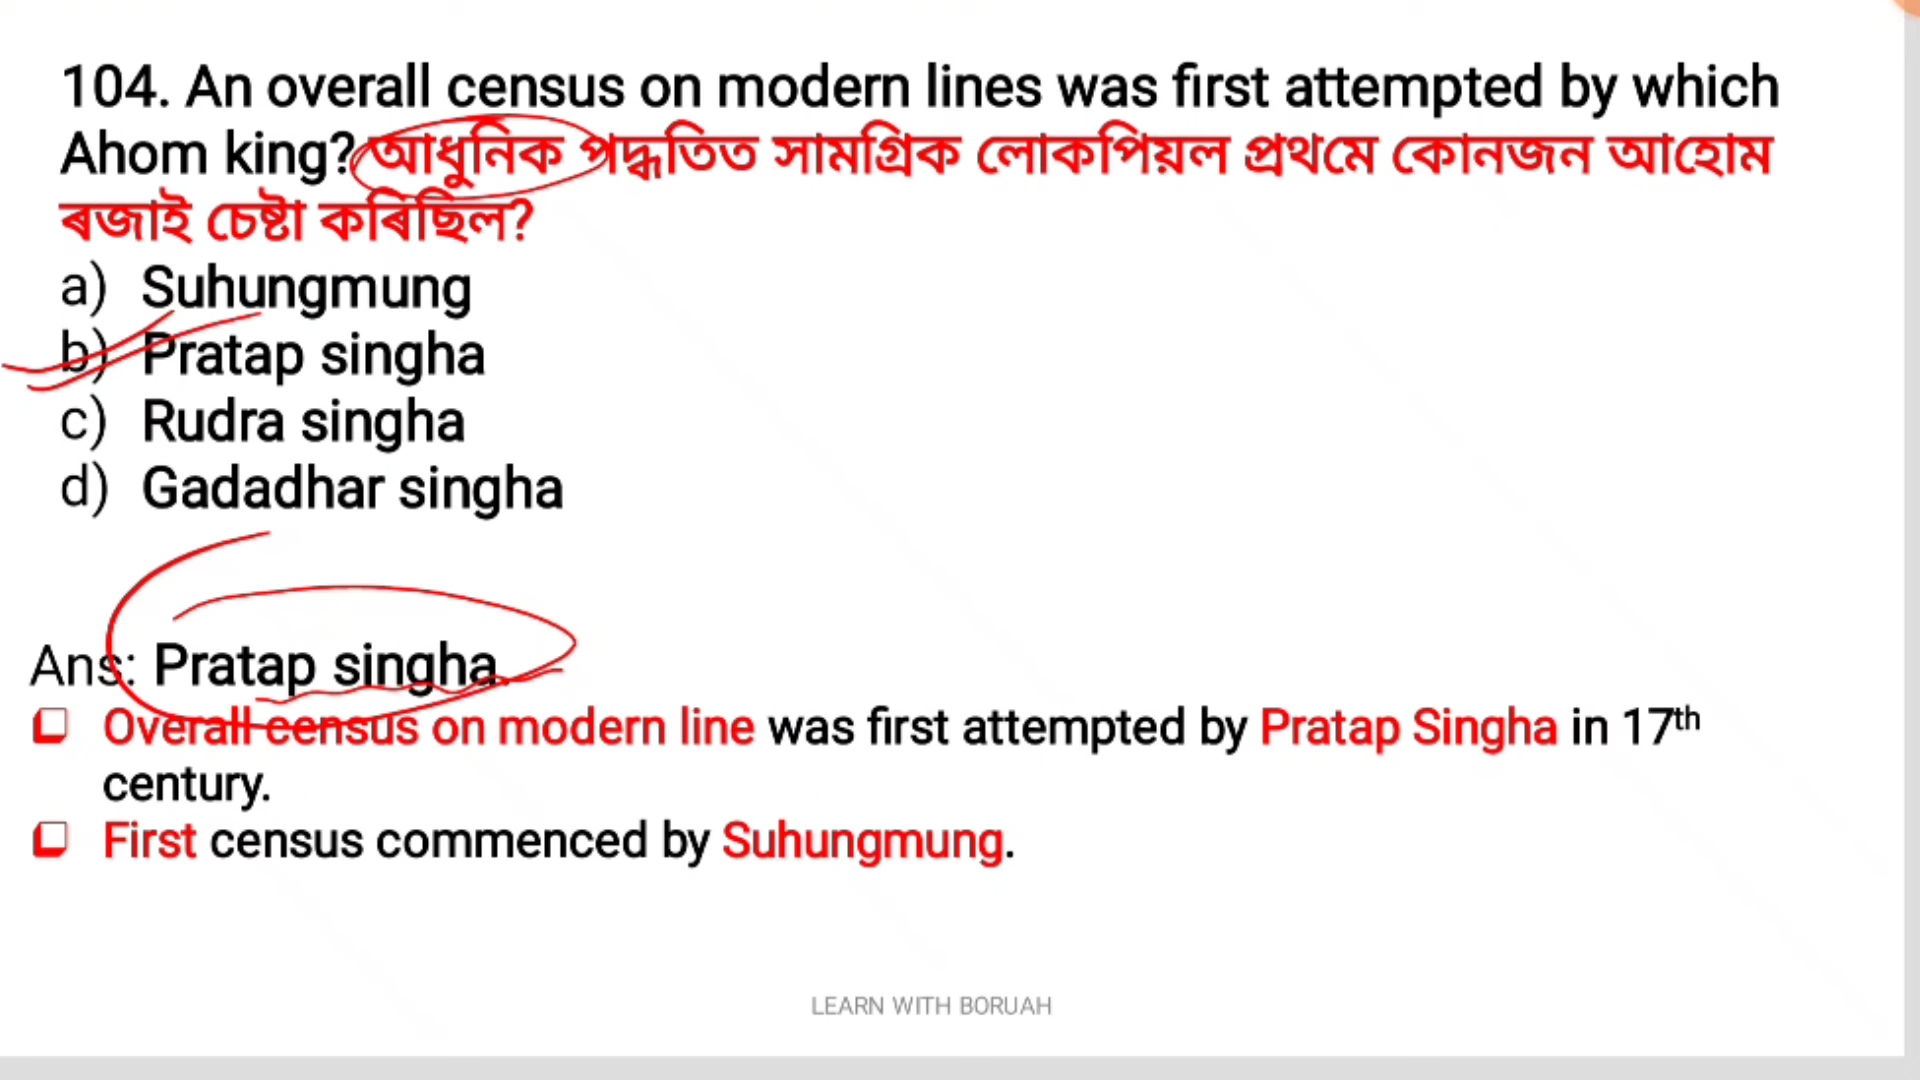 104. An overall census on modern lines was first attempted by which
Ahom king? আধুনিক পদ্ধতিত সামগ্ৰিক লোকপিয়ল প্ৰথমে কোনজন আহোম
ৰজাই চেষ্টা কৰিছিল?
a) Suhungmung
b) Pratap singha
c) Rudra singha
d) Gadadhar singha
Ans: Pratap singha.
Overall census on modern line was first attempted by Pratap Singha in 17th
century.
First census commenced by Suhungmung.
LEARN WITH BORUAH